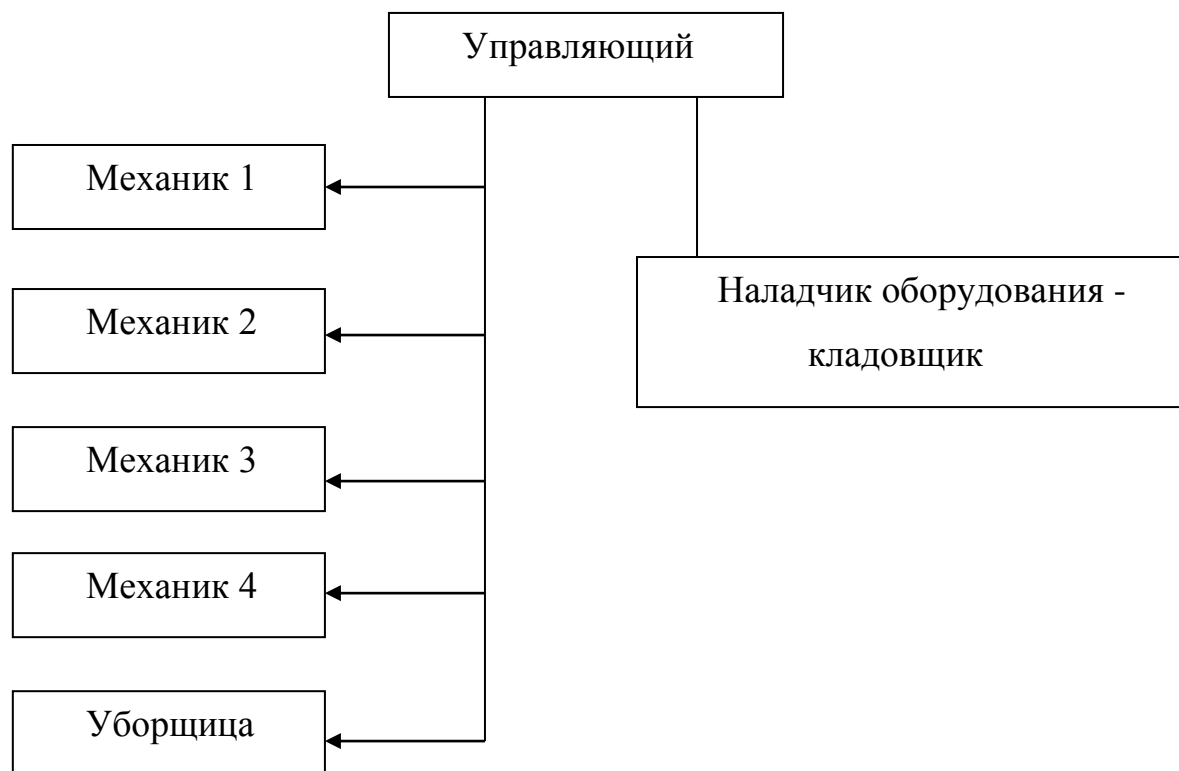 Управляющий
Механик 1
Механик 2
Наладчик оборудования -
кладовщик
Механик 3
Механик 4
Уборщица